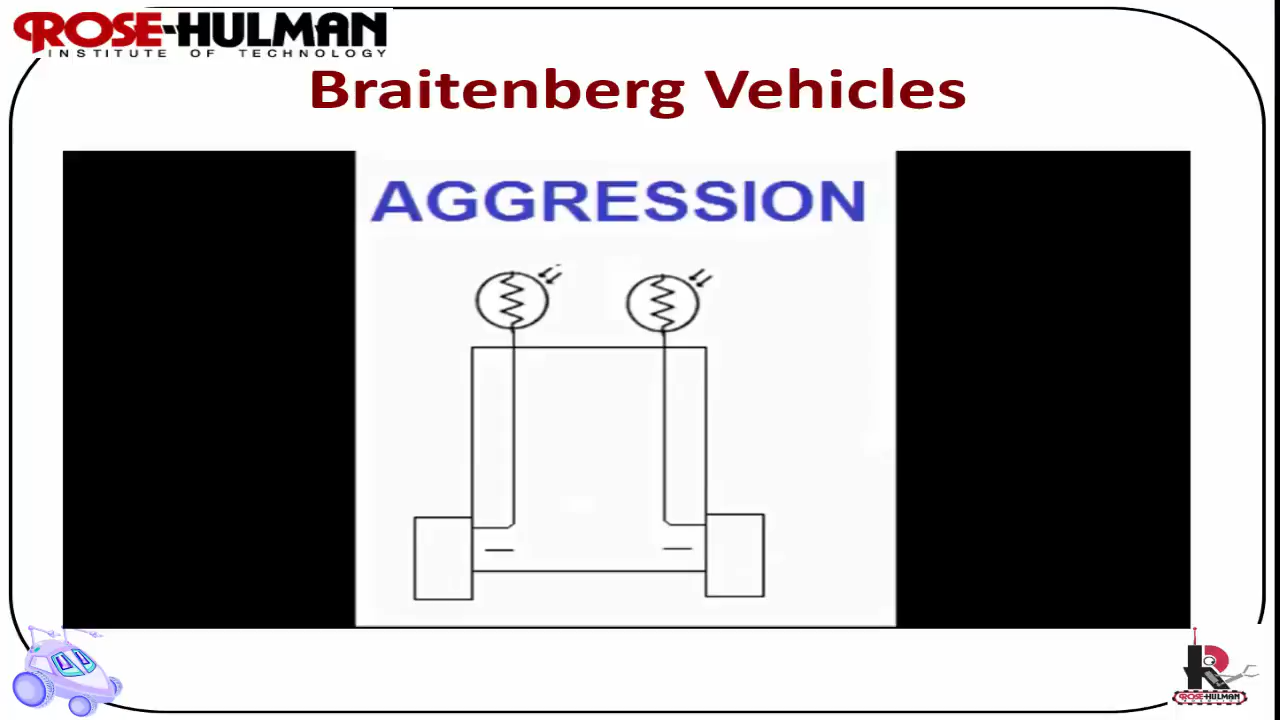 ROSE-HULMAN
INSTITUTE OF TECHNOLOGY
Braitenberg Vehicles
AGGRESSION
ROSE-HULMAN